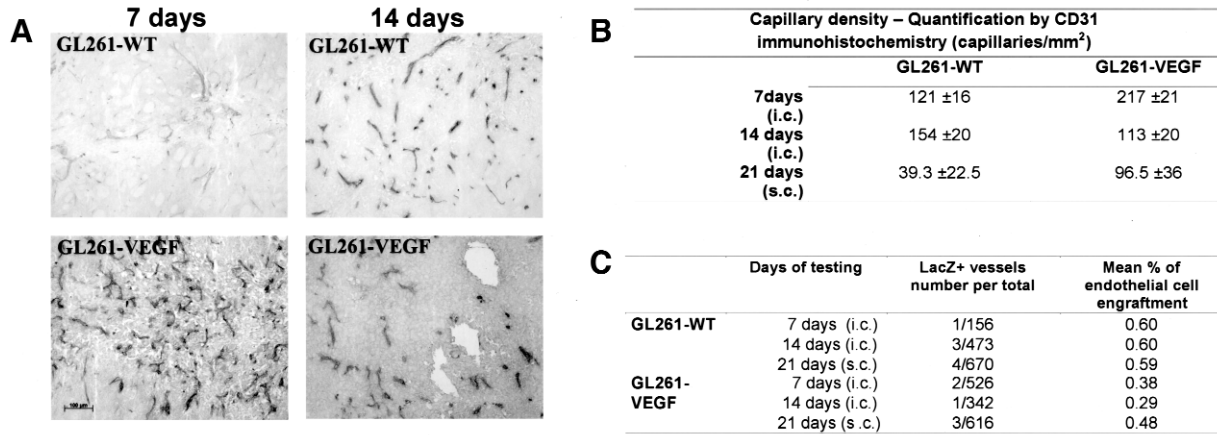 A
7 days
14 days
GL261-WT
GL261-WT
GL261-VEGF
GL261-VEGF
100 µm
B
Capillary density – Quantification by CD31
immunohistochemistry (capillaries/mm²)
GL261-WT GL261-VEGF
7days 121 ±16 217 ±21
(i.c.)
14 days 154 ±20 113 ±20
(i.c.)
21 days 39.3 ±22.5 96.5 ±36
(s.c.)
C
Days of testing LacZ+ vessels Mean % of
number per total endothelial cell
engraftment
GL261-WT 7 days (i.c.) 1/156 0.60
14 days (i.c.) 3/473 0.60
21 days (s.c.) 4/670 0.59
GL261- 7 days (i.c.) 2/526 0.38
VEGF 14 days (i.c.) 1/342 0.29
21 days (s .c.) 3/616 0.48